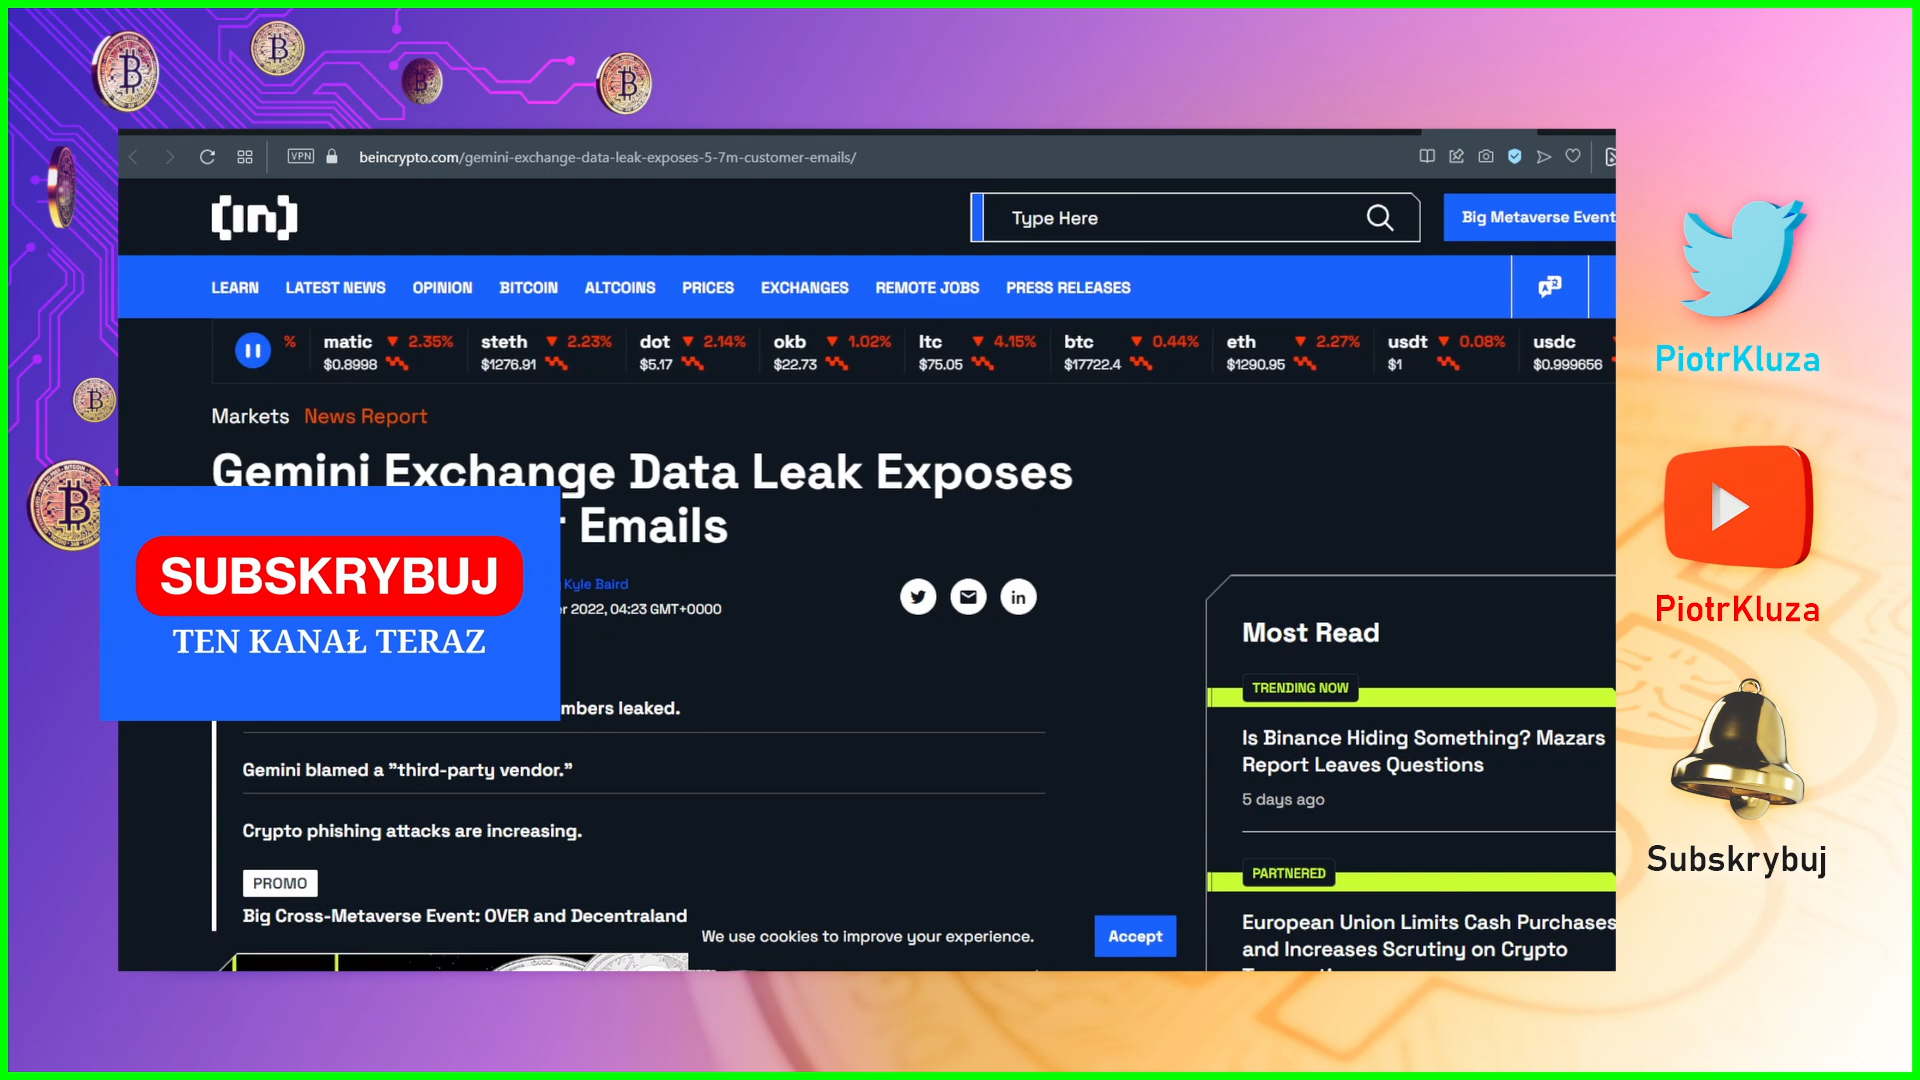 VPN beincrypto.com/gemini-exchange-data-leak-exposes-5-7m-customer-emails/
[in] Type Here Big Metaverse Event
LEARN LATEST NEWS OPINION BITCOIN ALTCOINS PRICES EXCHANGES REMOTE JOBS PRESS RELEASES
% matic ▼ 2.35% steth ▼ 2.23% dot ▼ 2.14% okb ▼ 1.02% ltc ▼ 4.15% btc ▼ 0.44% eth ▼ 2.27% usdt ▼ 0.08% usdc
$0.8998 $1276.91 $5.17 $22.73 $75.05 $17722.4 $1290.95 $1 $0.999656
Markets News Report
Gemini Exchange Data Leak Exposes
r Emails
Kyle Baird
r 2022, 04:23 GMT+0000
SUBSKRYBUJ
TEN KANAŁ TERAZ
mbers leaked.
Gemini blamed a "third-party vendor."
Crypto phishing attacks are increasing.
PROMO
Big Cross-Metaverse Event: OVER and Decentraland
We use cookies to improve your experience. Accept
Most Read
TRENDING NOW
Is Binance Hiding Something? Mazars
Report Leaves Questions
5 days ago
PARTNERED
European Union Limits Cash Purchases
and Increases Scrutiny on Crypto
PiotrKluza
PiotrKluza
Subskrybuj